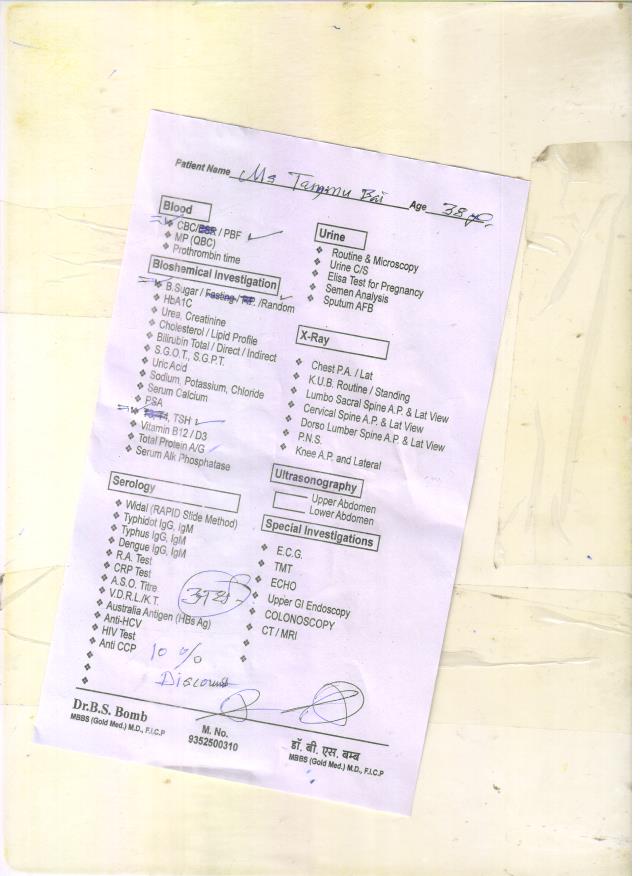 Patient Name Ms Tammu Bai Age 38 yr.
Blood
CBC/ESR / PBF
MP (QBC)
Prothrombin time
Bioshemical Investigation
B.Sugar / Fasting / P.P. /Random
HbA1C
Urea, Creatinine
Cholesterol / Lipid Profile
Bilirubin Total / Direct / Indirect
S.G.O.T., S.G.P.T.
Uric Acid
Sodium, Potassium, Chloride
Serum Calcium
PSA
TSH
Vitamin B12 / D3
Total Protein A/G
Serum Alk Phosphatase
Serology
Widal (RAPID Slide Method)
Typhidot IgG, IgM
Typhus IgG, IgM
Dengue IgG, IgM
R.A. Test
CRP Test
A.S.O. Titre
V.D.R.L./K.T.
Australia Antigen (HBs Ag)
Anti-HCV
HIV Test
Anti CCP
10 %
Discount
Urine
Routine & Microscopy
Urine C/S
Elisa Test for Pregnancy
Semen Analysis
Sputum AFB
X-Ray
Chest P.A. / Lat
K.U.B. Routine / Standing
Lumbo Sacral Spine A.P. & Lat View
Cervical Spine A.P. & Lat View
Dorso Lumber Spine A.P. & Lat View
P.N.S.
Knee A.P. and Lateral
Ultrasonography
Upper Abdomen
Lower Abdomen
Special Investigations
E.C.G.
TMT
ECHO
Upper GI Endoscopy
COLONOSCOPY
CT / MRI
Dr.B.S. Bomb
MBBS (Gold Med.) M.D., F.I.C.P
M. No.
9352500310
डॉ. बी. एस. बम्ब
MBBS (Gold Med.) M.D., F.I.C.P